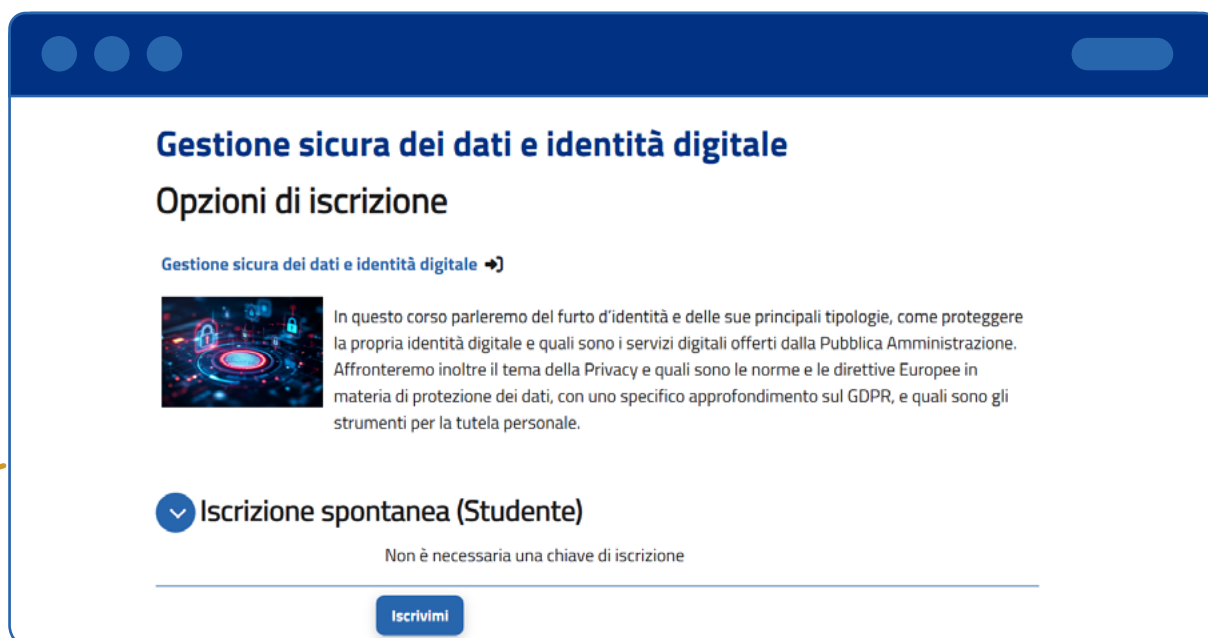 Gestione sicura dei dati e identità digitale
Opzioni di iscrizione
Gestione sicura dei dati e identità digitale
In questo corso parleremo del furto d’identità e delle sue principali tipologie, come proteggere
la propria identità digitale e quali sono i servizi digitali offerti dalla Pubblica Amministrazione.
Affronteremo inoltre il tema della Privacy e quali sono le norme e le direttive Europee in
materia di protezione dei dati, con uno specifico approfondimento sul GDPR, e quali sono gli
strumenti per la tutela personale.
Iscrizione spontanea (Studente)
Non è necessaria una chiave di iscrizione
Iscrivimi